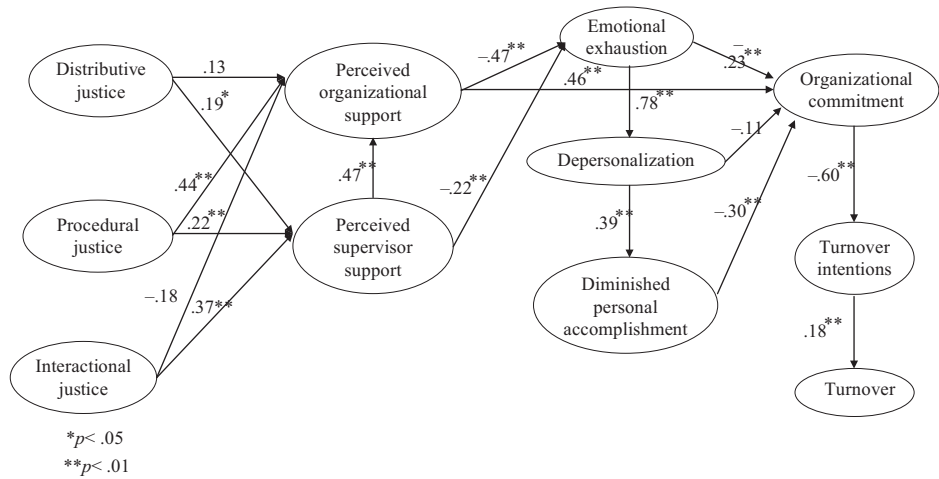 Emotional
exhaustion
Distributive
justice
.13
.19*
Perceived
organizational
support
–.47**
.46**
–
.23**
Organizational
commitment
.78**
–.11
Depersonalization
.44**
.47**
–.22**
–.60**
Procedural
justice
.22**
Perceived
supervisor
support
.39**
–.30**
Turnover
intentions
–.18
.37**
Diminished
personal
accomplishment
.18**
Interactional
justice
Turnover
*p< .05
**p< .01